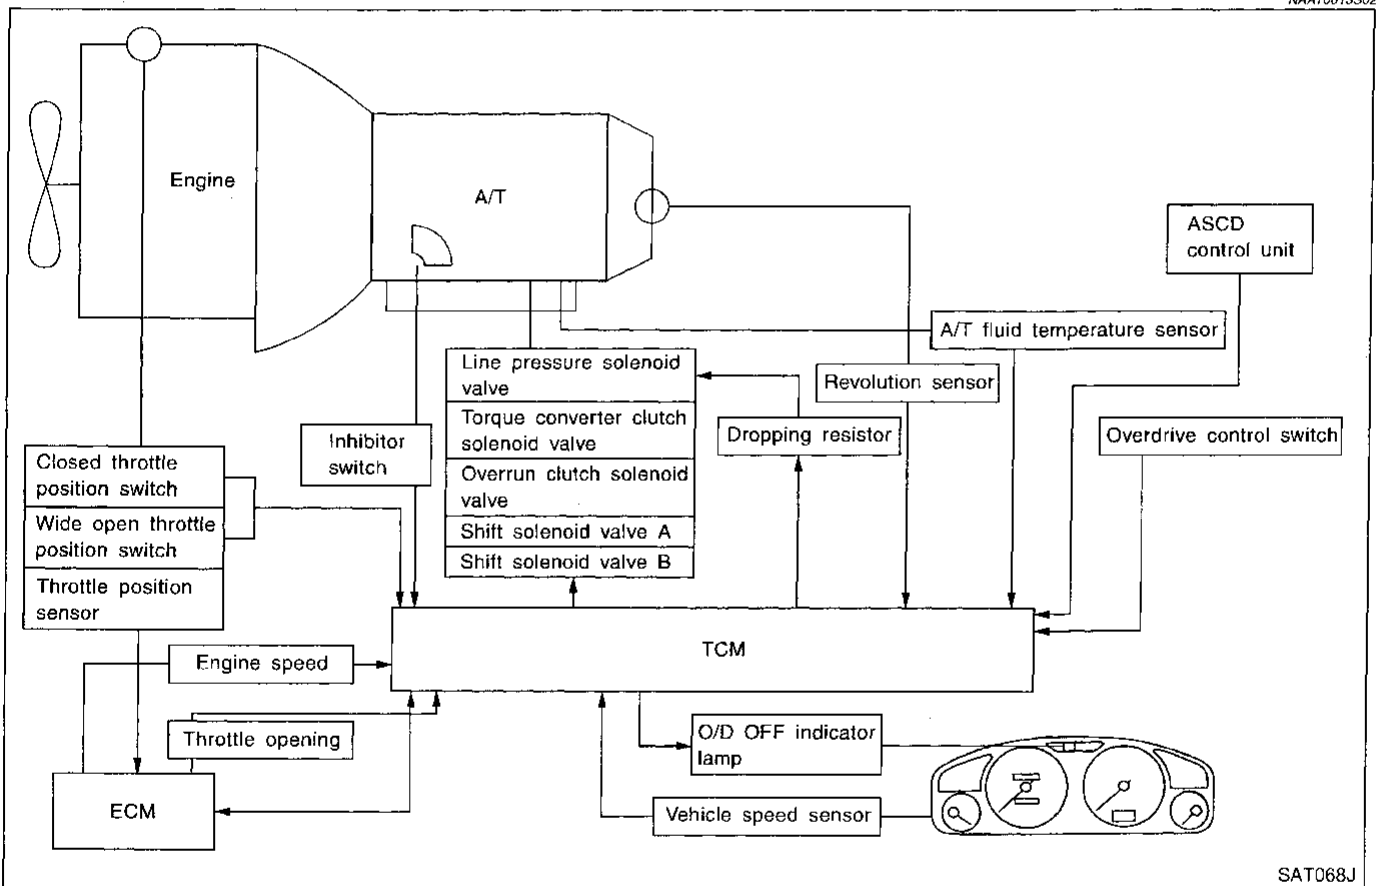 Engine
A/T
ASCD
control unit
A/T fluid temperature sensor
Line pressure solenoid
valve
Revolution sensor
Torque converter clutch
solenoid valve
Dropping resistor
Overdrive control switch
Inhibitor
switch
Closed throttle
position switch
Overrun clutch solenoid
valve
Wide open throttle
position switch
Shift solenoid valve A
Shift solenoid valve B
Throttle position
sensor
TCM
Engine speed
Throttle opening
O/D OFF indicator
lamp
ECM
Vehicle speed sensor
SAT068J